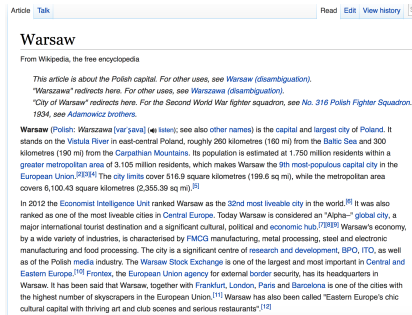 Article Talk Read Edit View history
Warsaw
From Wikipedia, the free encyclopedia
This article is about the Polish capital. For other uses, see Warsaw (disambiguation).
"Warszawa" redirects here. For other uses, see Warszawa (disambiguation).
"City of Warsaw" redirects here. For the Second World War fighter squadron, see No. 316 Polish Fighter Squadron.
1934, see Adamowicz brothers.
Warsaw (Polish: Warszawa [varˈʂava] ( listen); see also other names) is the capital and largest city of Poland. It
stands on the Vistula River in east-central Poland, roughly 260 kilometres (160 mi) from the Baltic Sea and 300
kilometres (190 mi) from the Carpathian Mountains. Its population is estimated at 1.750 million residents within a
greater metropolitan area of 3.105 million residents, which makes Warsaw the 9th most-populous capital city in the
European Union.[2][3][4] The city limits cover 516.9 square kilometres (199.6 sq mi), while the metropolitan area
covers 6,100.43 square kilometres (2,355.39 sq mi).[5]
In 2012 the Economist Intelligence Unit ranked Warsaw as the 32nd most liveable city in the world.[6] It was also
ranked as one of the most liveable cities in Central Europe. Today Warsaw is considered an "Alpha–" global city, a
major international tourist destination and a significant cultural, political and economic hub.[7][8][9] Warsaw's economy,
by a wide variety of industries, is characterised by FMCG manufacturing, metal processing, steel and electronic
manufacturing and food processing. The city is a significant centre of research and development, BPO, ITO, as well
as of the Polish media industry. The Warsaw Stock Exchange is one of the largest and most important in Central and
Eastern Europe.[10] Frontex, the European Union agency for external border security, has its headquarters in
Warsaw. It has been said that Warsaw, together with Frankfurt, London, Paris and Barcelona is one of the cities with
the highest number of skyscrapers in the European Union.[11] Warsaw has also been called "Eastern Europe's chic
cultural capital with thriving art and club scenes and serious restaurants".[12]